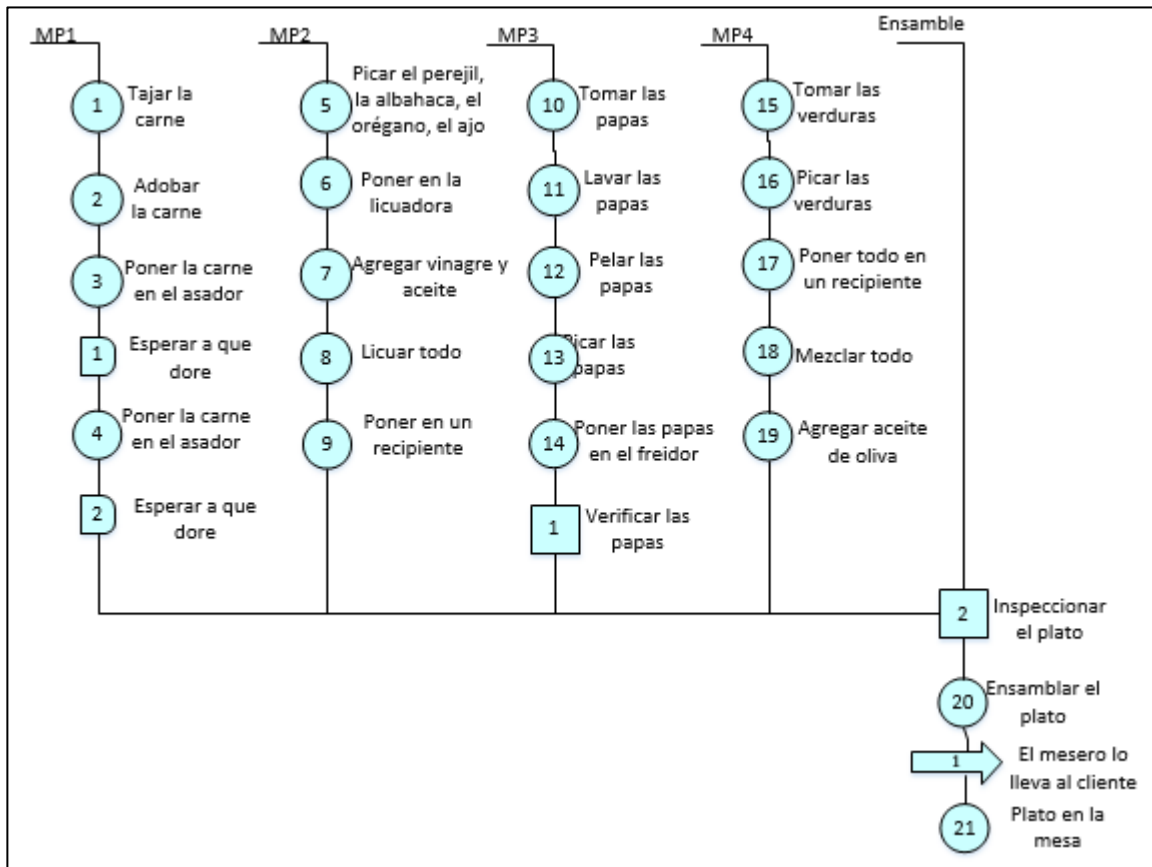 MP1
1
Tajar la
carne
2
Adobar
la carne
3
Poner la carne
en el asador
1
Esperar a que
dore
4
Poner la carne
en el asador
2
Esperar a que
dore
MP2
5
Picar el perejil,
la albahaca, el
orégano, el ajo
6
Poner en la
licuadora
7
Agregar vinagre y
aceite
8
Licuar todo
9
Poner en un
recipiente
MP3
10
Tomar las
papas
11
Lavar las
papas
12
Pelar las
papas
13
Picar las
papas
14
Poner las papas
en el freidor
1
Verificar las
papas
MP4
15
Tomar las
verduras
16
Picar las
verduras
17
Poner todo en
un recipiente
18
Mezclar todo
19
Agregar aceite
de oliva
Ensamble
2
Inspeccionar
el plato
20
Ensamblar el
plato
1
El mesero lo
lleva al cliente
21
Plato en la
mesa